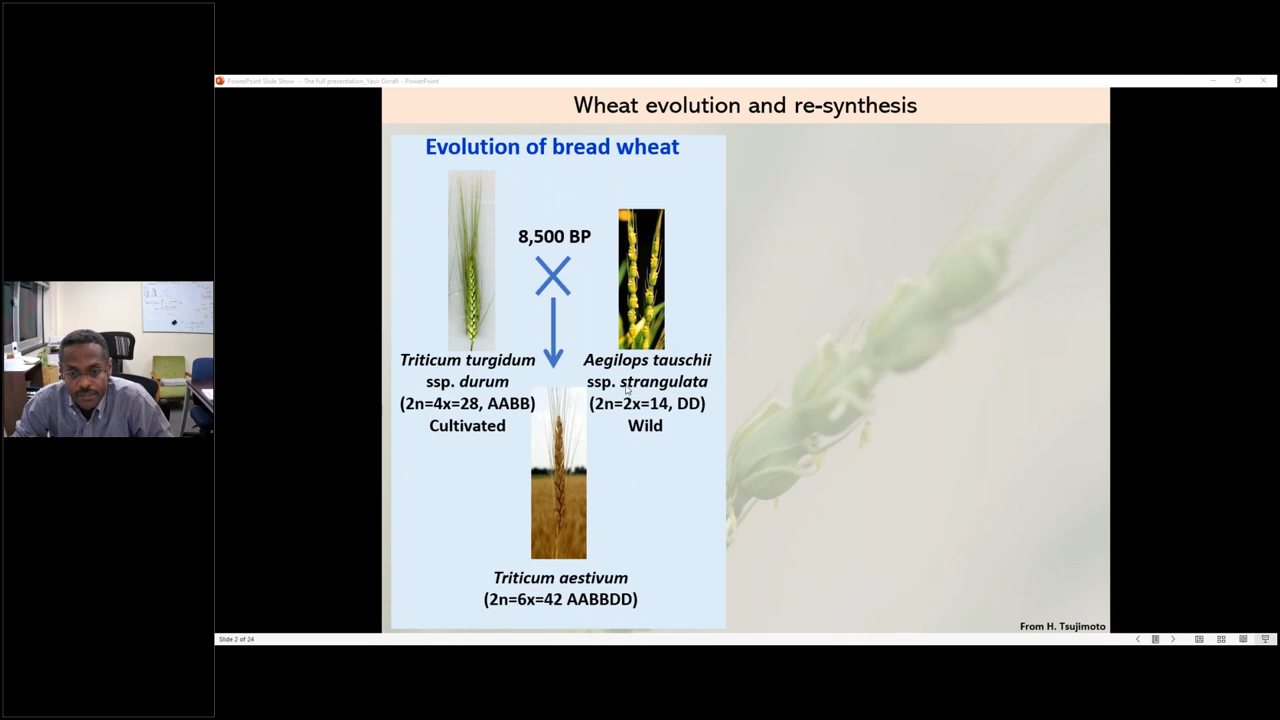 PowerPoint Slide Show - The full presentation_Yasir Gorafi - PowerPoint
Wheat evolution and re-synthesis
Evolution of bread wheat
8,500 BP
Triticum turgidum
ssp. durum
(2n=4x=28, AABB)
Cultivated
Aegilops tauschii
ssp. strangulata
(2n=2x=14, DD)
Wild
Triticum aestivum
(2n=6x=42 AABBDD)
From H. Tsujimoto
Slide 2 of 24